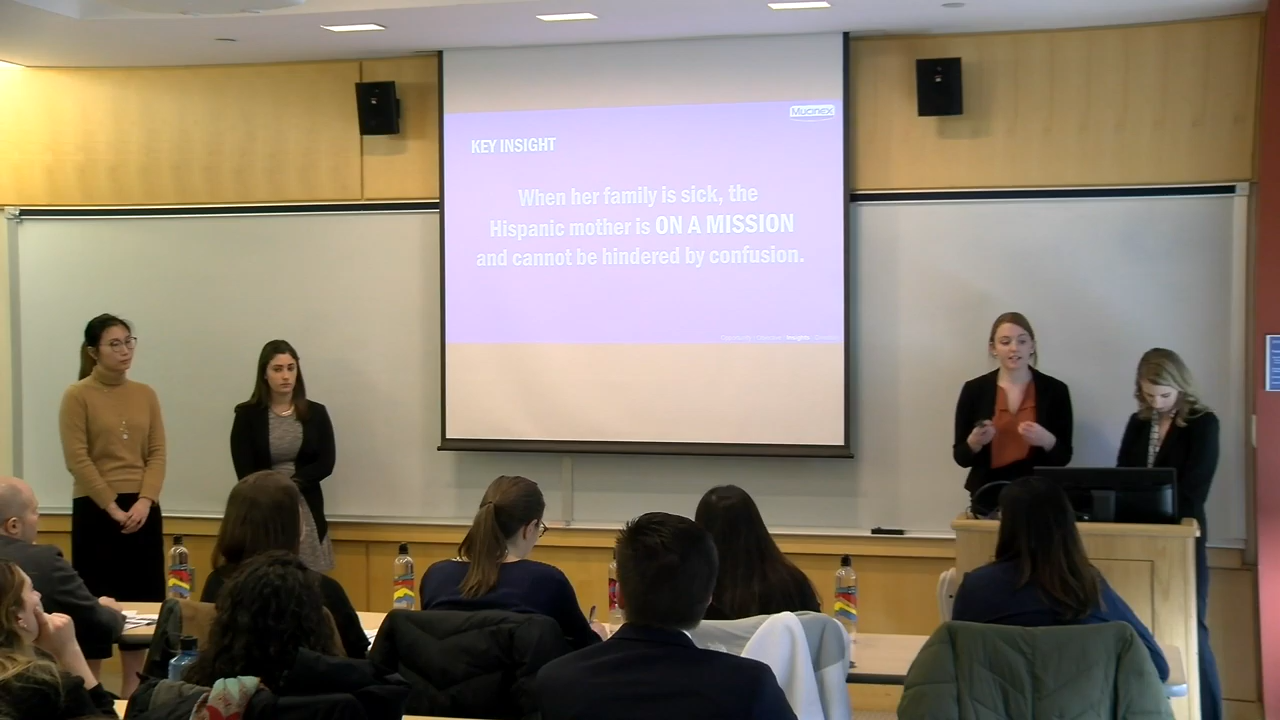 Mucinex
KEY INSIGHT
When her family is sick, the
Hispanic mother is ON A MISSION
and cannot be hindered by confusion.
Insights